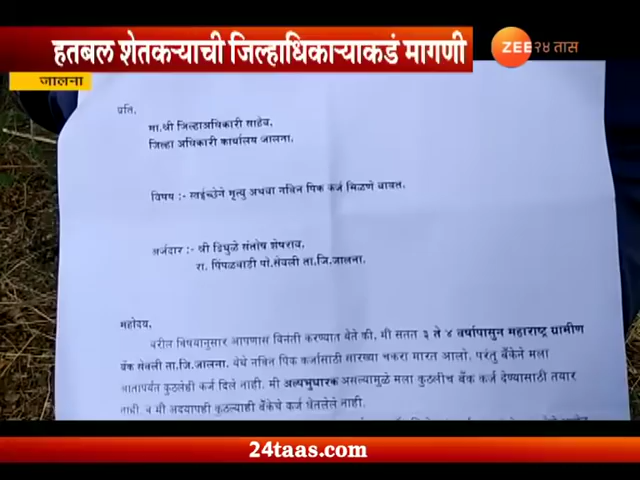 हतबल शेतकऱ्याची जिल्हाधिकाऱ्याकडं मागणी
ZEE २४ तास
जालना
प्रति,
मा.श्री जिल्हाअधिकारी साहेब,
जिल्हा अधिकारी कार्यालय जालना.
विषय :- स्वइच्छेने मृत्यु अथवा नविन पिक कर्ज मिळणे बाबत.
अर्जदार :- श्री डिघुळे संतोष शेषराव,
रा. पिंपळवाडी पो.सेवली ता.जि.जालना.
महोदय,
वरील विषयानुसार आपणास विनंती करण्यात येते की, मी सतत ३ ते ४ वर्षापासुन महाराष्ट्र ग्रामीण
बँक सेवली ता.जि.जालना. येथे नविन पिक कर्जासाठी सारख्या चकरा मारत आलो. परंतु बँकेने मला
आतापर्यंत कुठलेही कर्ज दिले नाही. मी अल्पभुधारक असल्यामुळे मला कुठलीच बँक कर्ज देण्यासाठी तयार
नाही. व मी अदयापही कुठल्याही बँकेचे कर्ज घेतलेले नाही.
24taas.com